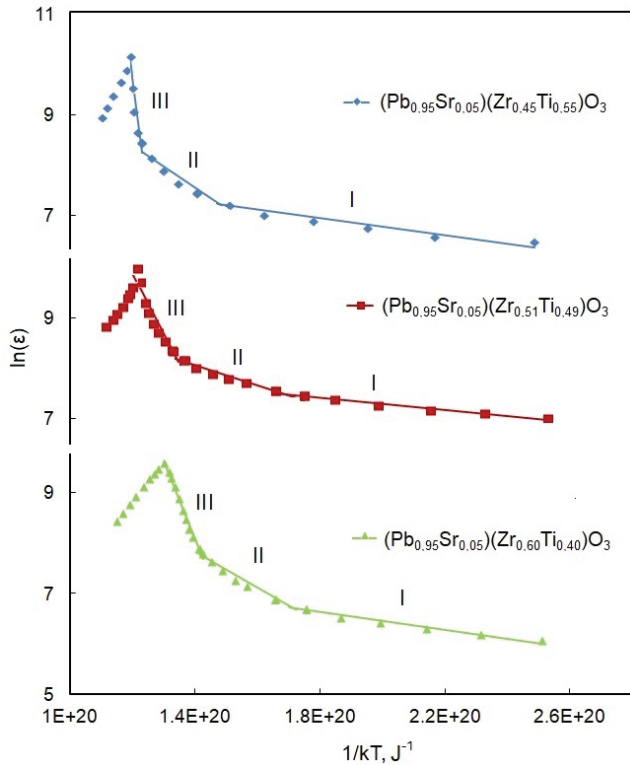 11
III
(Pb₀.₉₅Sr₀.₀₅)(Zr₀.₄₅Ti₀.₅₅)O₃
9
II
I
7
III
(Pb₀.₉₅Sr₀.₀₅)(Zr₀.₅₁Ti₀.₄₉)O₃
9
ln(ε)
II
I
7
9
III
(Pb₀.₉₅Sr₀.₀₅)(Zr₀.₆₀Ti₀.₄₀)O₃
II
7
I
5
1E+20 1.4E+20 1.8E+20 2.2E+20 2.6E+20
1/kT, J⁻¹